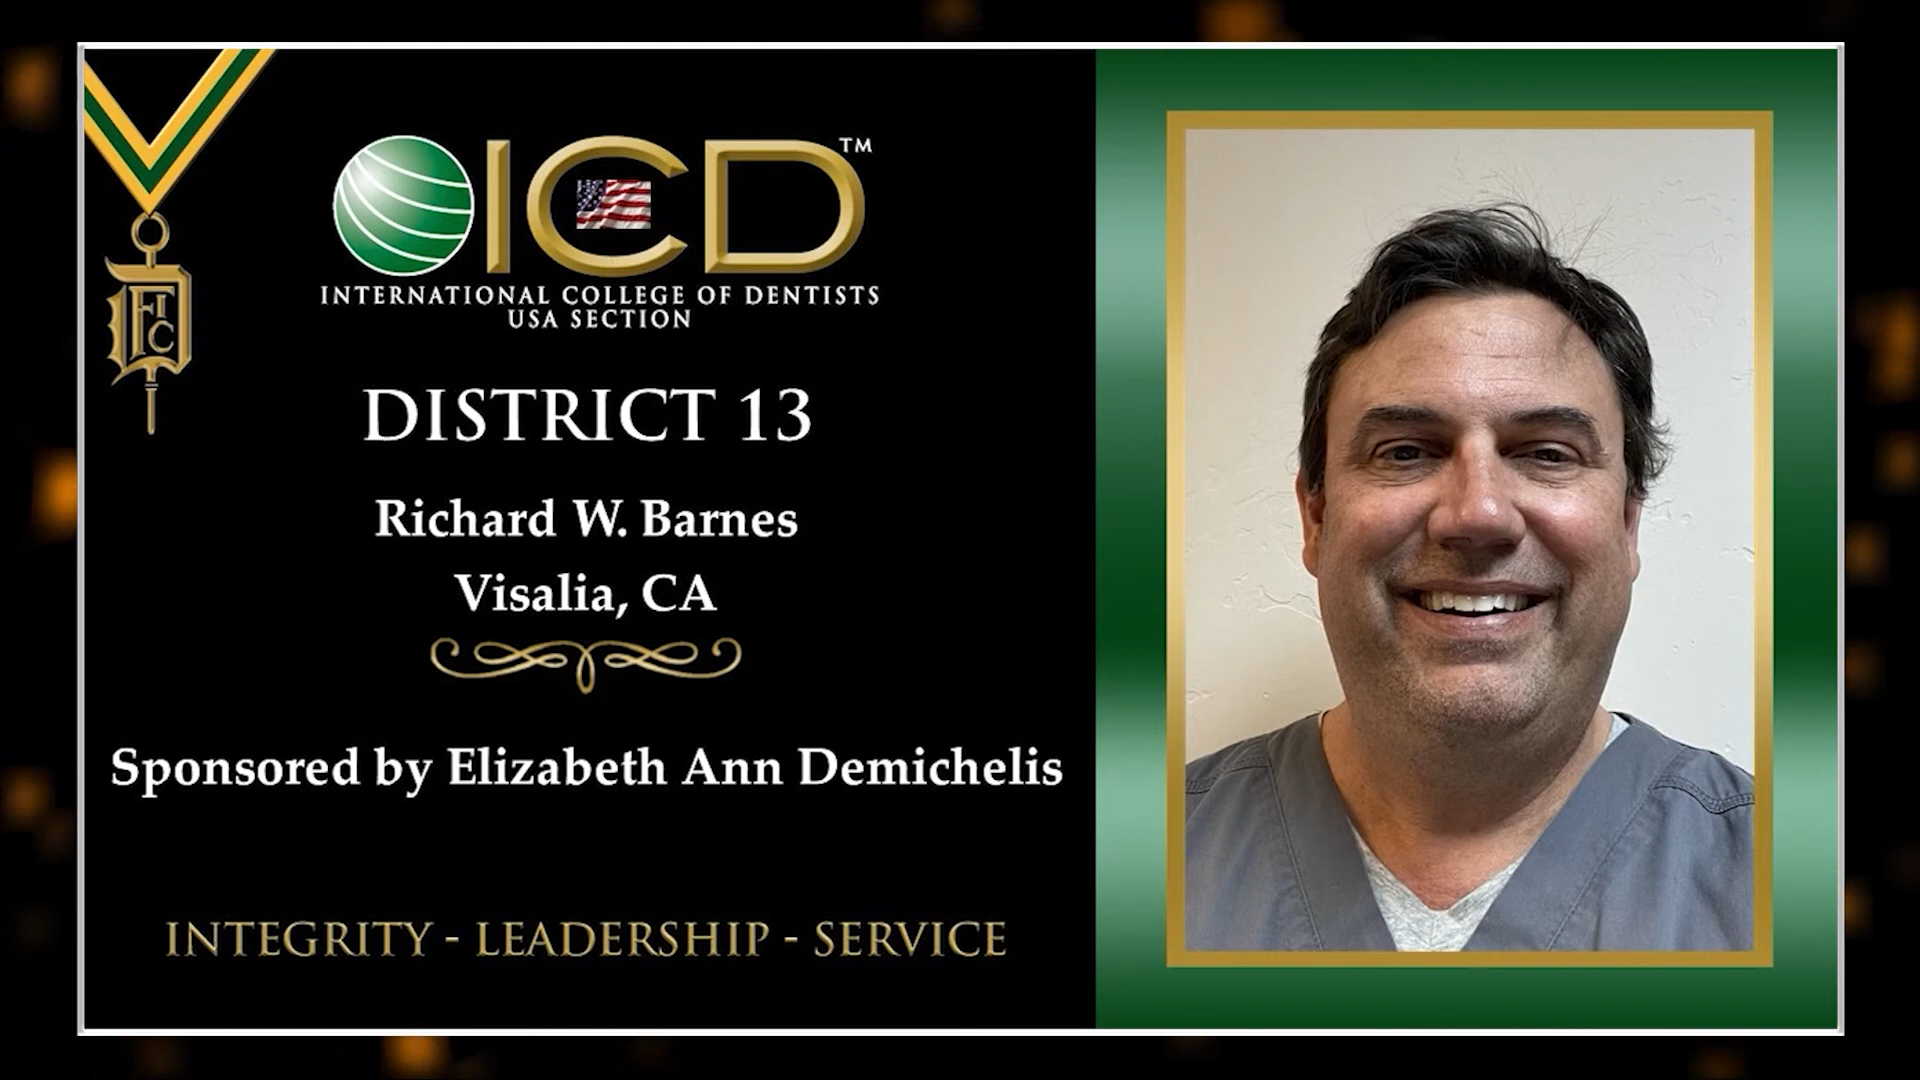 ICD™
INTERNATIONAL COLLEGE OF DENTISTS
USA SECTION
DISTRICT 13
Richard W. Barnes
Visalia, CA
Sponsored by Elizabeth Ann Demichelis
INTEGRITY - LEADERSHIP - SERVICE